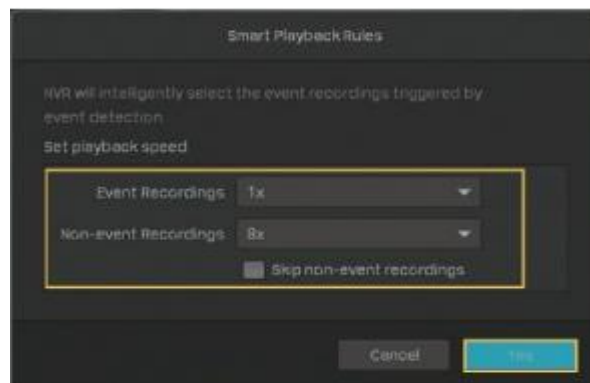 Smart Playback Rules
NVR will intelligently select the event recordings triggered by
event detection
Set playback speed
Event Recordings 1x
Non-event Recordings 8x
Skip non-event recordings
Cancel